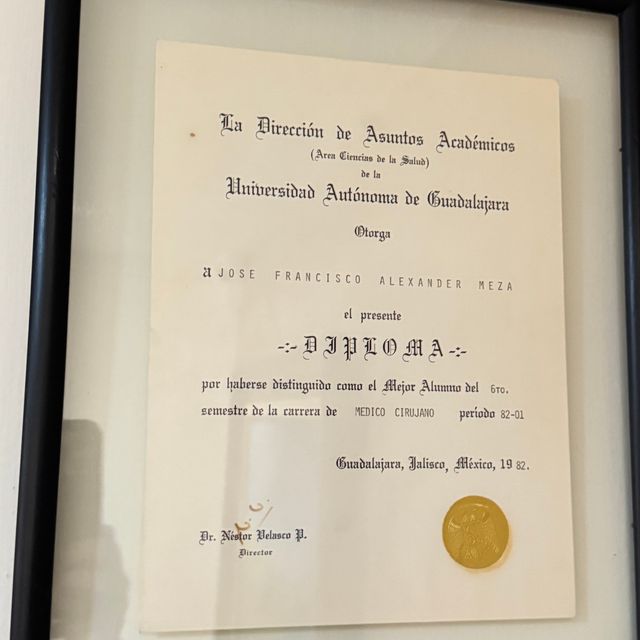 La Dirección de Asuntos Académicos
(Area Ciencias de la Salud)
de la
Universidad Autónoma de Guadalajara
Otorga
a JOSE FRANCISCO ALEXANDER MEZA
el presente
-:- DIPLOMA -:-
por haberse distinguido como el Mejor Alumno del 6TO.
semestre de la carrera de MEDICO CIRUJANO periodo 82-01
Guadalajara, Jalisco, México, 19 82.
Dr. Néstor Velasco P.
Director